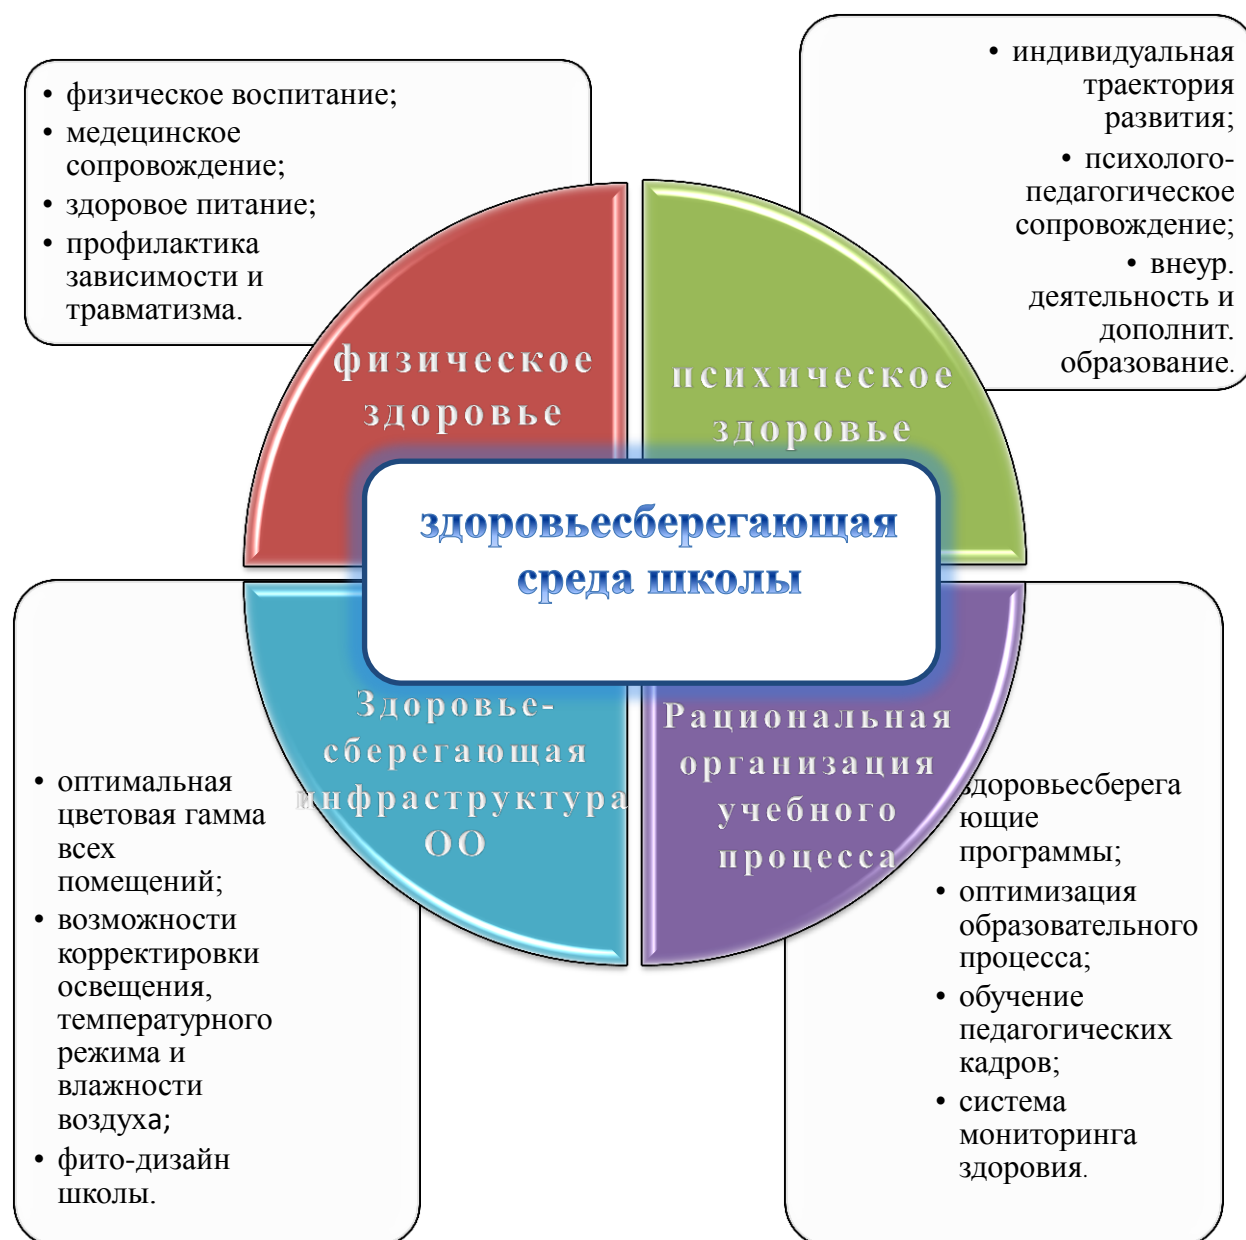 • физическое воспитание;
• медецинское
сопровождение;
• здоровое питание;
• профилактика
зависимости и
травматизма.
• индивидуальная
траектория
развития;
• психолого-
педагогическое
сопровождение;
• внеур.
деятельность и
дополнит.
образование.
физическое
здоровье
психическое
здоровье
здоровьесберегающая
среда школы
Здоровье-
сберегающая
инфраструктура
ОО
Рациональная
организация
учебного
процесса
• оптимальная
цветовая гамма
всех
помещений;
• возможности
корректировки
освещения,
температурного
режима и
влажности
воздуха;
• фито-дизайн
школы.
здоровьесберега
ющие
программы;
• оптимизация
образовательного
процесса;
• обучение
педагогических
кадров;
• система
мониторинга
здоровия.